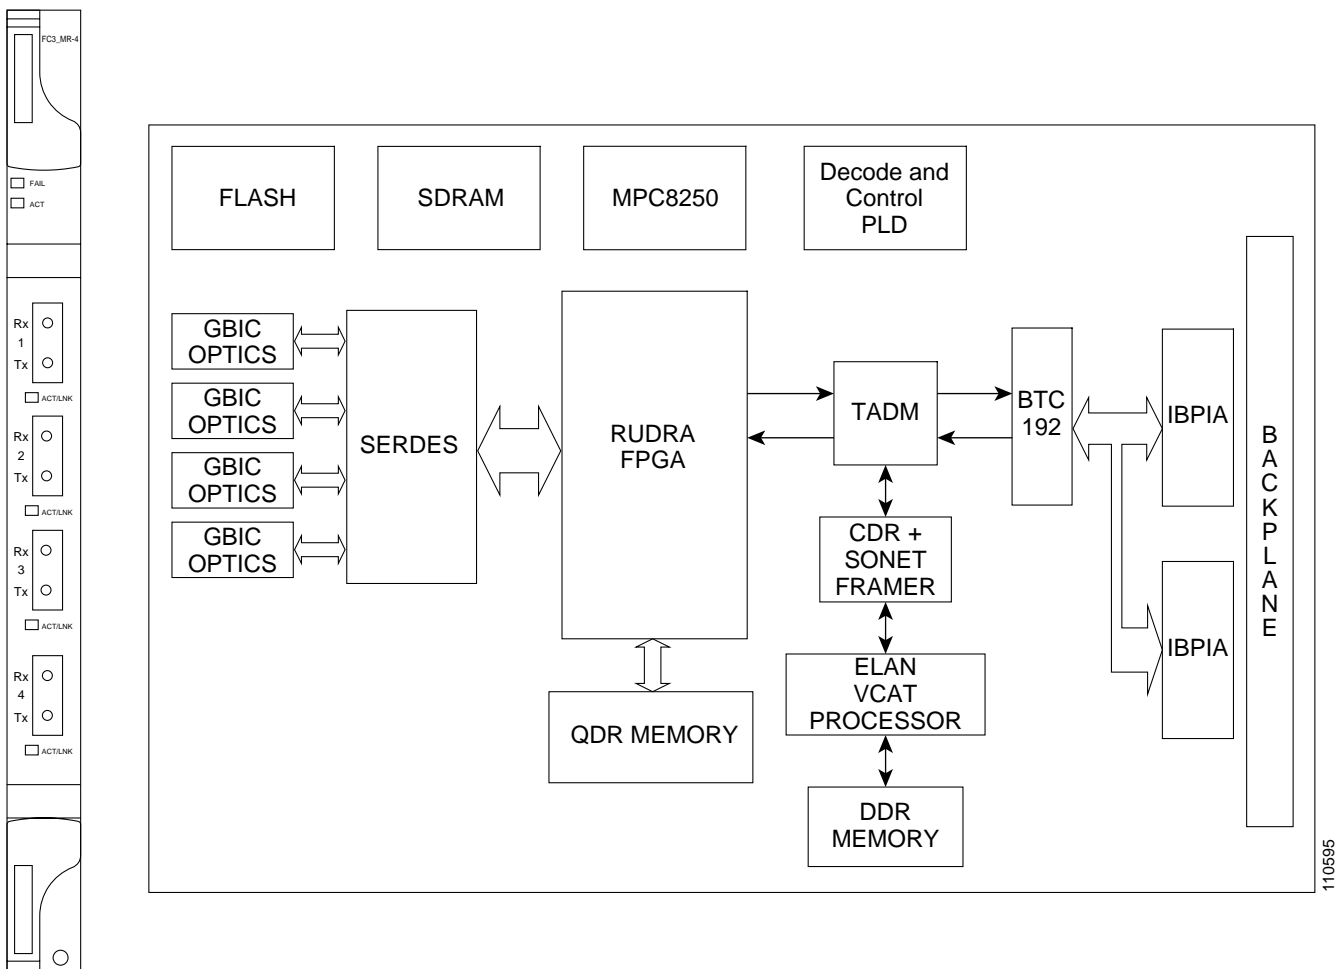 FC3_MR-4
FAIL
ACT
Rx
1
Tx
ACT/LNK
Rx
2
Tx
ACT/LNK
Rx
3
Tx
ACT/LNK
Rx
4
Tx
ACT/LNK
FLASH
SDRAM
MPC8250
Decode and
Control
PLD
GBIC
OPTICS
GBIC
OPTICS
GBIC
OPTICS
GBIC
OPTICS
SERDES
RUDRA
FPGA
QDR MEMORY
TADM
CDR +
SONET
FRAMER
ELAN
VCAT
PROCESSOR
DDR
MEMORY
BTC
192
IBPIA
IBPIA
BACKPLANE
110595